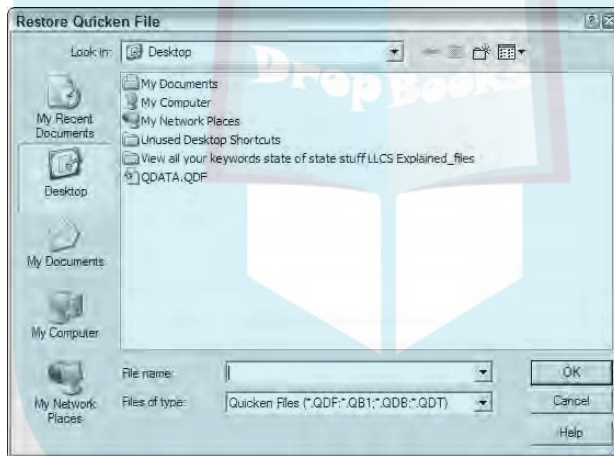 Restore Quicken File
Look in: Desktop
DropBooks
My Documents
My Computer
My Network Places
Unused Desktop Shortcuts
View all your keywords state of state stuff LLCS Explained_files
QDATA.QDF
My Recent
Documents
Desktop
My Documents
My Computer
My Network
Places
File name:
Files of type: Quicken Files (*.QDF;*.QB1;*.QDB;*.QDT)
OK
Cancel
Help